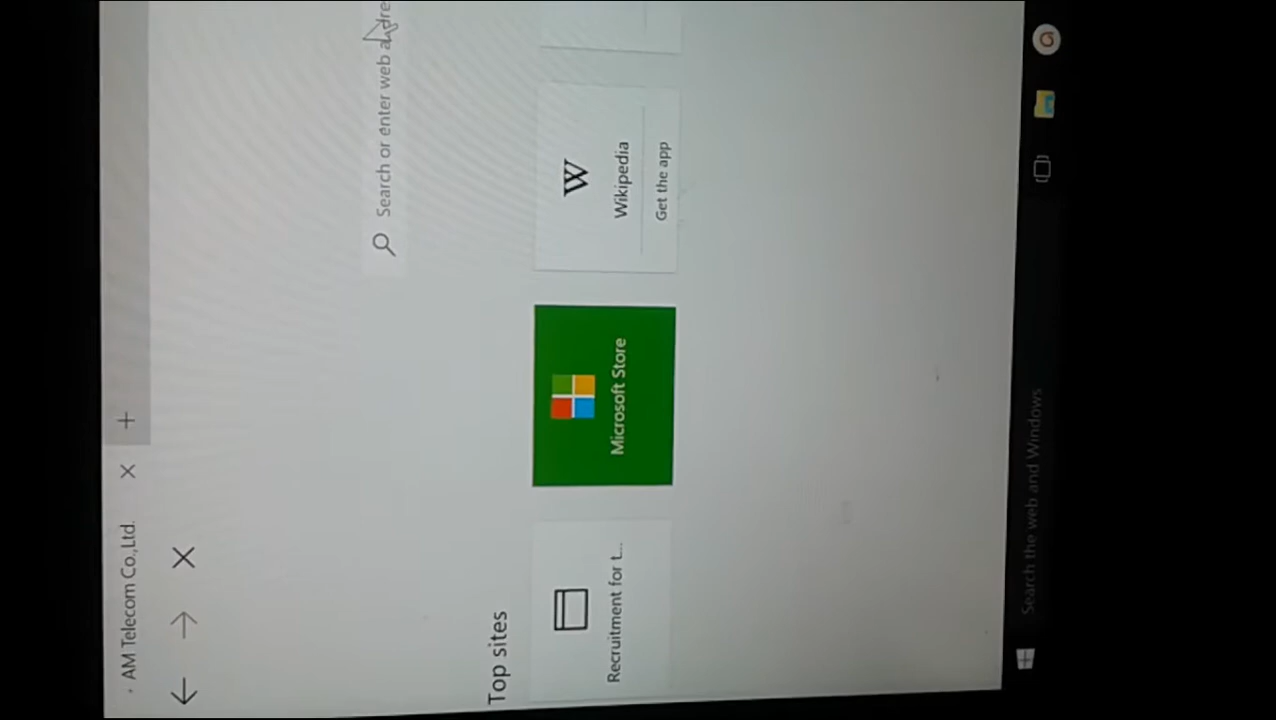 AM Telecom Co.,Ltd.
Search or enter web addre
Top sites
Recruitment for t...
Microsoft Store
W
Wikipedia
Get the app
Search the web and Windows